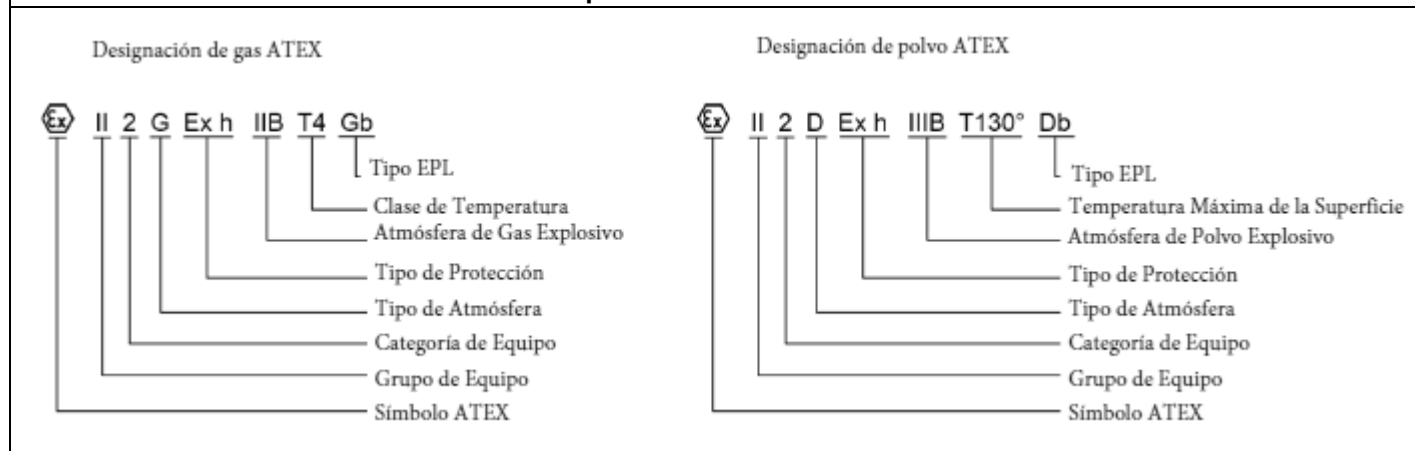 Designación de gas ATEX
Ex II 2 G Ex h IIB T4 Gb
Tipo EPL
Clase de Temperatura
Atmósfera de Gas Explosivo
Tipo de Protección
Tipo de Atmósfera
Categoría de Equipo
Grupo de Equipo
Símbolo ATEX
Designación de polvo ATEX
Ex II 2 D Ex h IIIB T130° Db
Tipo EPL
Temperatura Máxima de la Superficie
Atmósfera de Polvo Explosivo
Tipo de Protección
Tipo de Atmósfera
Categoría de Equipo
Grupo de Equipo
Símbolo ATEX